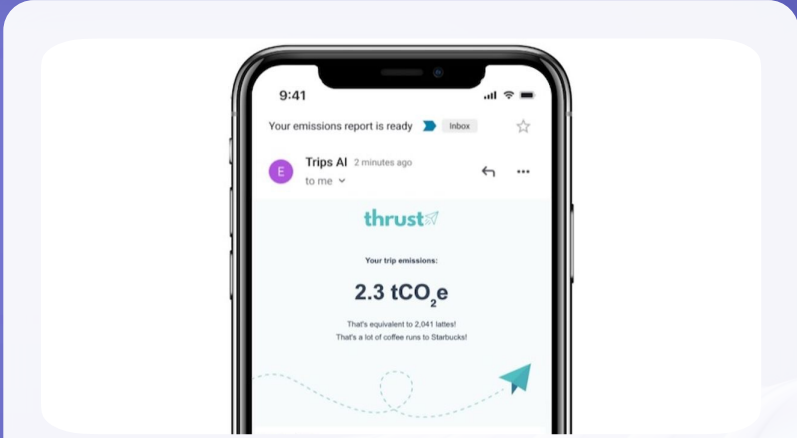 9:41
Your emissions report is ready Inbox
E
Trips AI 2 minutes ago
to me
thrust
Your trip emissions:
2.3 tCO₂e
That's equivalent to 2,041 lattes!
That's a lot of coffee runs to Starbucks!